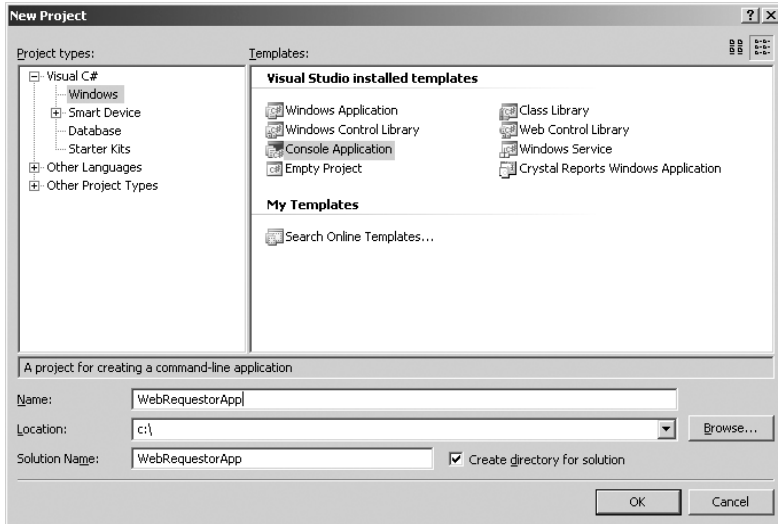 New Project
Project types:
Templates:
Visual C#
Windows
Smart Device
Database
Starter Kits
Other Languages
Other Project Types
Visual Studio installed templates
Windows Application
Class Library
Windows Control Library
Web Control Library
Console Application
Windows Service
Empty Project
Crystal Reports Windows Application
My Templates
Search Online Templates...
A project for creating a command-line application
Name:
WebRequestorApp
Location:
c:\
Browse...
Solution Name:
WebRequestorApp
Create directory for solution
OK
Cancel